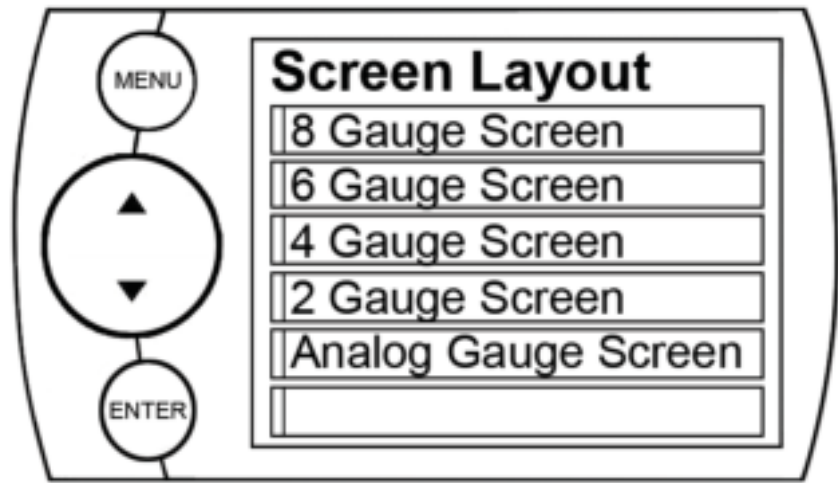 MENU
ENTER
Screen Layout
8 Gauge Screen
6 Gauge Screen
4 Gauge Screen
2 Gauge Screen
Analog Gauge Screen